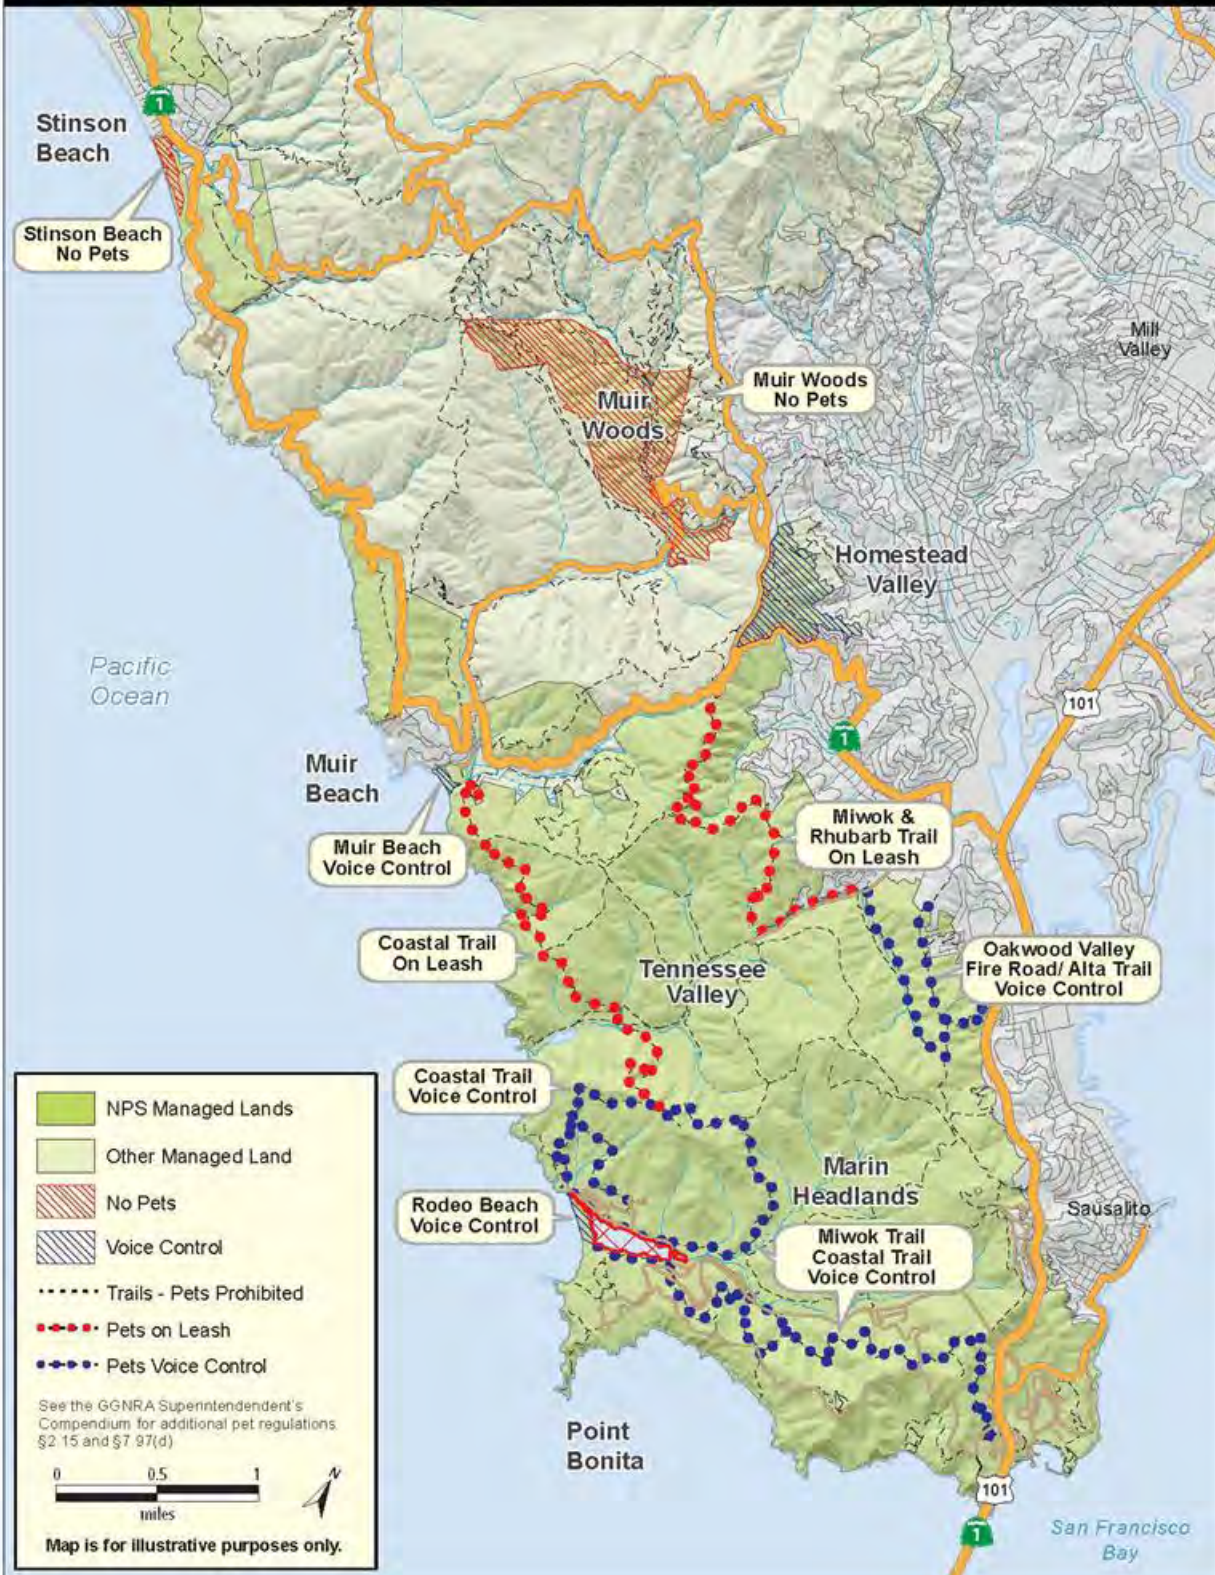 1
Stinson
Beach
Stinson Beach
No Pets
Mill
Valley
Muir Woods
No Pets
Muir
Woods
Homestead
Valley
Pacific
Ocean
101
1
Muir
Beach
Muir Beach
Voice Control
Miwok &
Rhubarb Trail
On Leash
Coastal Trail
On Leash
Tennessee
Valley
Oakwood Valley
Fire Road/ Alta Trail
Voice Control
Coastal Trail
Voice Control
Marin
Headlands
Rodeo Beach
Voice Control
Sausalito
Miwok Trail
Coastal Trail
Voice Control
Point
Bonita
101
1
San Francisco
Bay
NPS Managed Lands
Other Managed Land
No Pets
Voice Control
Trails - Pets Prohibited
Pets on Leash
Pets Voice Control
See the GGNRA Superintendendent's
Compendium for additional pet regulations
§2 15 and §7 97(d)
0 0.5 1
miles
N
Map is for illustrative purposes only.